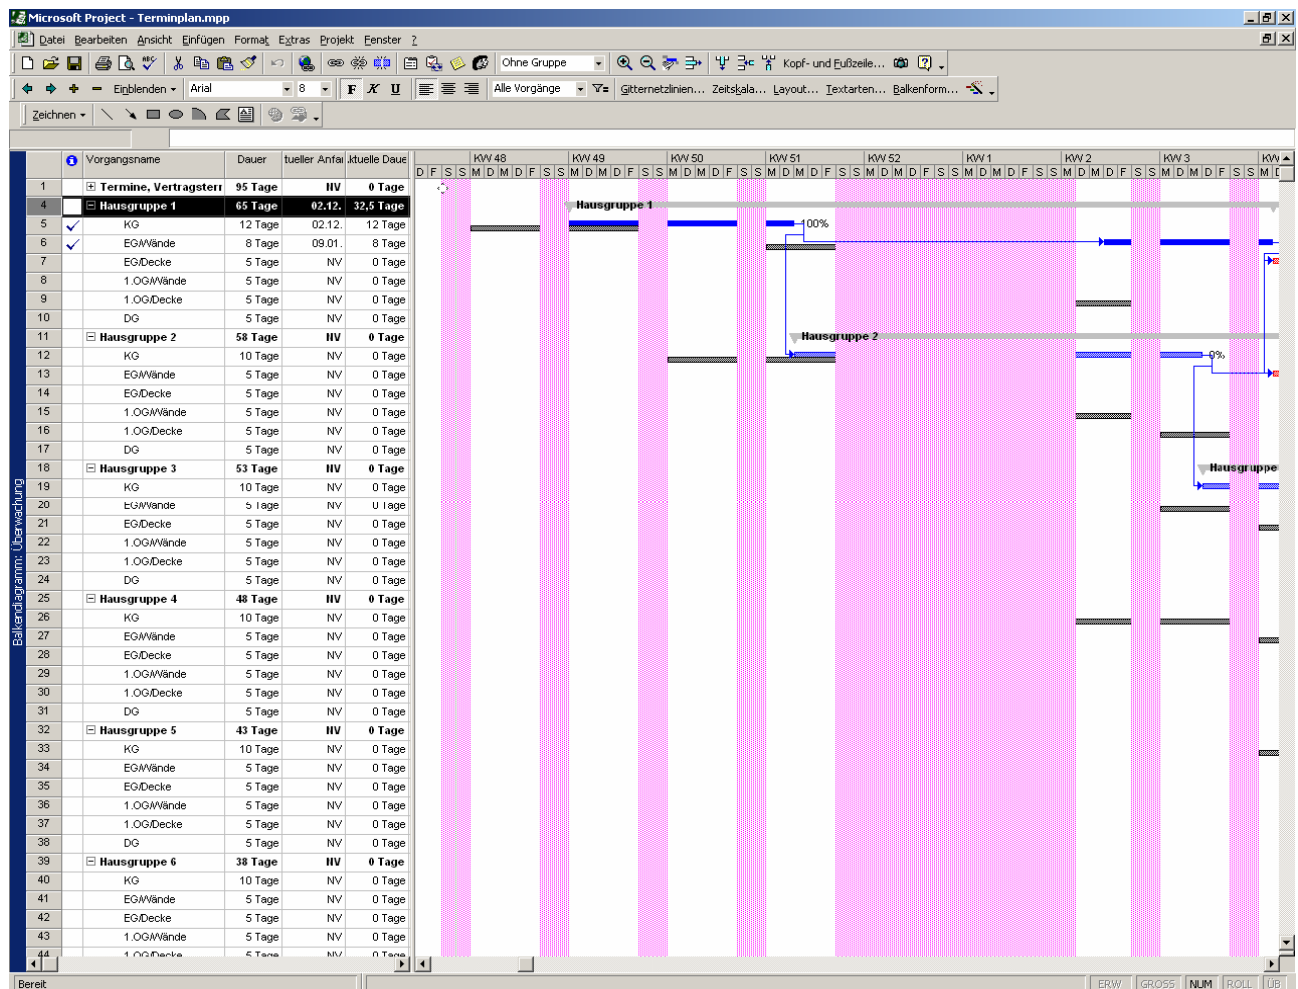 Microsoft Project - Terminplan.mpp
Datei Bearbeiten Ansicht Einfügen Format Extras Projekt Fenster ?
Ohne Gruppe Kopf- und Fußzeile...
Einblenden Arial 8 F K U Alle Vorgänge Gitternetzlinien... Zeitskala... Layout... Textarten... Balkenform...
Zeichnen
Vorgangsname Dauer tueller Anfar ktuelle Daue KW 48 KW 49 KW 50 KW 51 KW 52 KW 1 KW 2 KW 3 KW
D F S S M D M D F S S M D M D F S S M D M D F S S M D M D F S S M D M D F S S M D M D F S S M D M D F S S M D M D F S S M D
1 Termine, Vertragsterr 95 Tage NV 0 Tage
4 Hausgruppe 1 65 Tage 02.12. 32,5 Tage Hausgruppe 1
5 KG 12 Tage 02.12. 12 Tage 100%
6 EG/Wände 8 Tage 09.01. 8 Tage
7 EG/Decke 5 Tage NV 0 Tage
8 1.OG/Wände 5 Tage NV 0 Tage
9 1.OG/Decke 5 Tage NV 0 Tage
10 DG 5 Tage NV 0 Tage
11 Hausgruppe 2 58 Tage NV 0 Tage Hausgruppe 2
12 KG 10 Tage NV 0 Tage 0%
13 EG/Wände 5 Tage NV 0 Tage
14 EG/Decke 5 Tage NV 0 Tage
15 1.OG/Wände 5 Tage NV 0 Tage
16 1.OG/Decke 5 Tage NV 0 Tage
17 DG 5 Tage NV 0 Tage
18 Hausgruppe 3 53 Tage NV 0 Tage Hausgruppe
19 KG 10 Tage NV 0 Tage
20 EG/Wände 5 Tage NV 0 Tage
21 EG/Decke 5 Tage NV 0 Tage
22 1.OG/Wände 5 Tage NV 0 Tage
23 1.OG/Decke 5 Tage NV 0 Tage
24 DG 5 Tage NV 0 Tage
25 Hausgruppe 4 48 Tage NV 0 Tage
26 KG 10 Tage NV 0 Tage
27 EG/Wände 5 Tage NV 0 Tage
28 EG/Decke 5 Tage NV 0 Tage
29 1.OG/Wände 5 Tage NV 0 Tage
30 1.OG/Decke 5 Tage NV 0 Tage
31 DG 5 Tage NV 0 Tage
32 Hausgruppe 5 43 Tage NV 0 Tage
33 KG 10 Tage NV 0 Tage
34 EG/Wände 5 Tage NV 0 Tage
35 EG/Decke 5 Tage NV 0 Tage
36 1.OG/Wände 5 Tage NV 0 Tage
37 1.OG/Decke 5 Tage NV 0 Tage
38 DG 5 Tage NV 0 Tage
39 Hausgruppe 6 38 Tage NV 0 Tage
40 KG 10 Tage NV 0 Tage
41 EG/Wände 5 Tage NV 0 Tage
42 EG/Decke 5 Tage NV 0 Tage
43 1.OG/Wände 5 Tage NV 0 Tage
44 1.OG/Decke 5 Tage NV 0 Tage
Balkendiagramm: Überwachung
Bereit ERW GROSS NUM ROLL ÜB